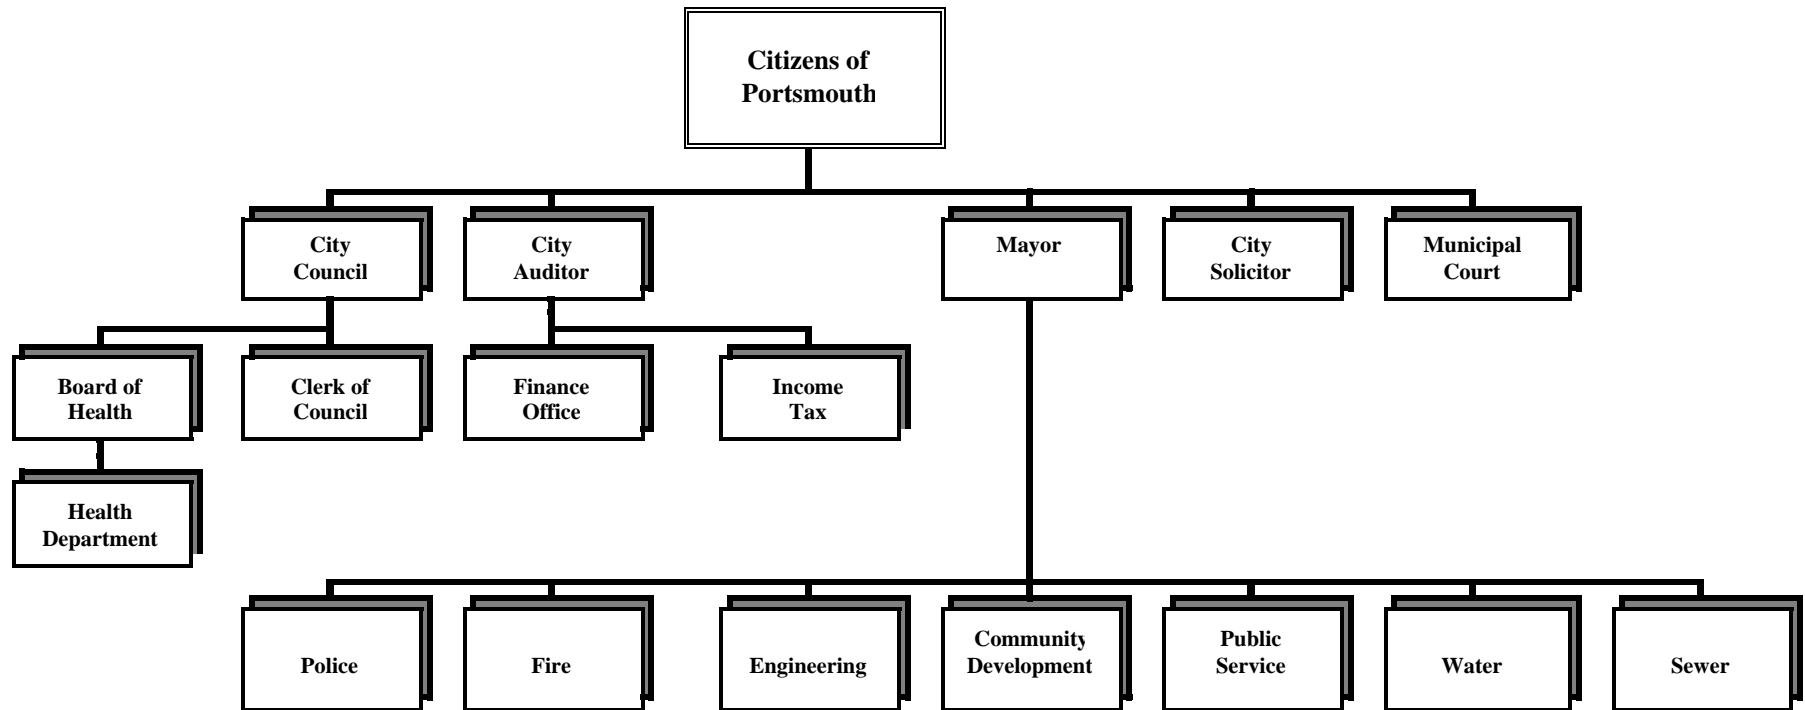 Citizens of
Portsmouth
City
Council
City
Auditor
Mayor
City
Solicitor
Municipal
Court
Board of
Health
Clerk of
Council
Finance
Office
Income
Tax
Health
Department
Police
Fire
Engineering
Community
Development
Public
Service
Water
Sewer